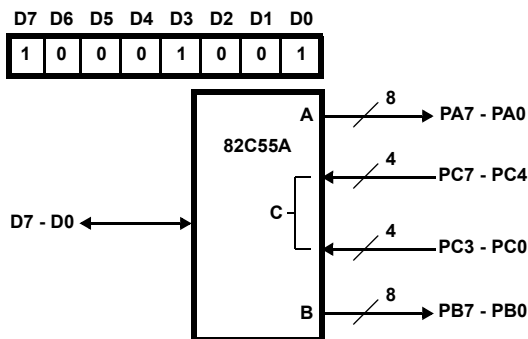 D7 D6 D5 D4 D3 D2 D1 D0
1 0 0 0 1 0 0 1
A 8 PA7 - PA0
82C55A
4 PC7 - PC4
C
D7 - D0
4 PC3 - PC0
B 8 PB7 - PB0